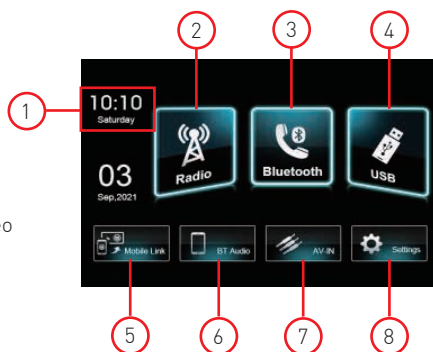 2
3
4
1
10:10
Saturday
03
Sep,2021
Radio
Bluetooth
USB
eo
Mobile Link
BT Audio
AV-IN
Settings
5
6
7
8